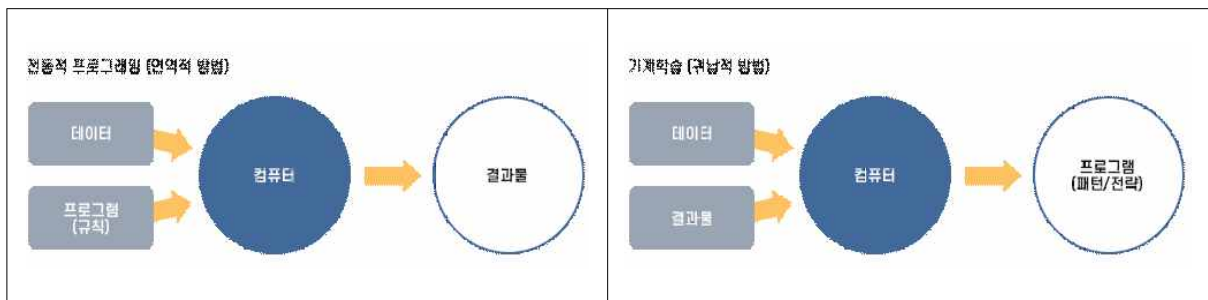 전통적 프로그래밍 (연역적 방법)
데이터
프로그램
(규칙)
컴퓨터
결과물
기계학습 (귀납적 방법)
데이터
결과물
컴퓨터
프로그램
(패턴/전략)